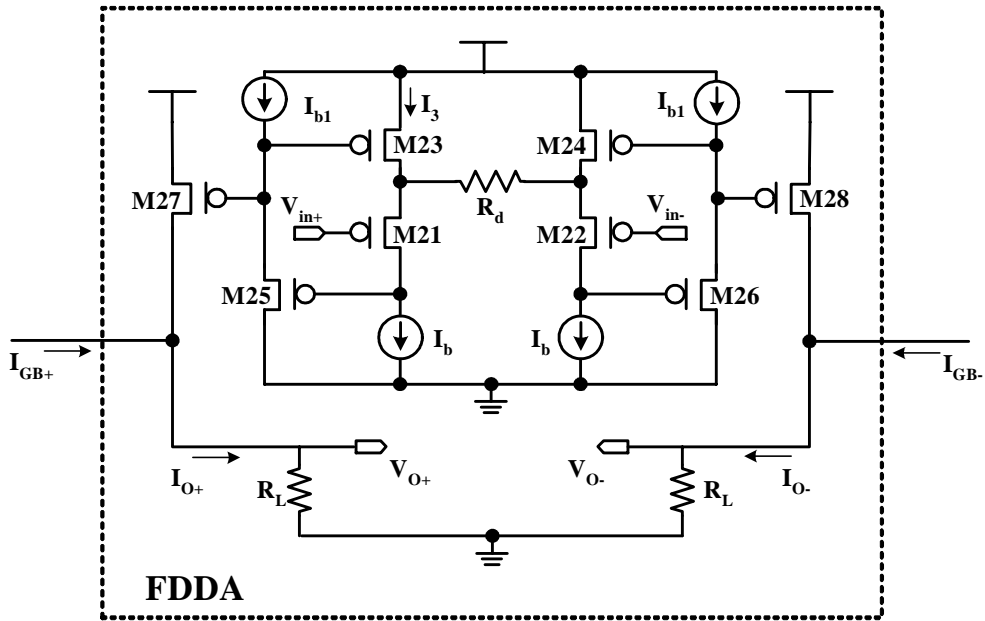 I_b1
I_3
I_b1
M23
M24
M27
V_in+
R_d
V_in-
M28
M21
M22
M25
M26
I_b
I_b
I_GB+
I_GB-
I_O+
V_O+
V_O-
I_O-
R_L
R_L
FDDA